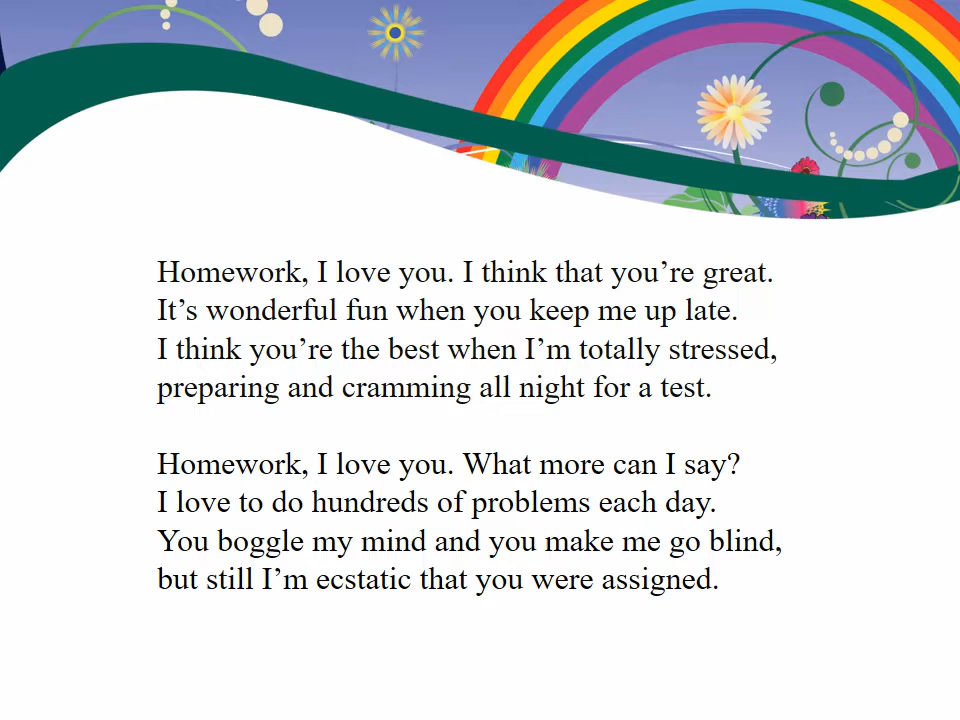 Homework, I love you. I think that you’re great.
It’s wonderful fun when you keep me up late.
I think you’re the best when I’m totally stressed,
preparing and cramming all night for a test.
Homework, I love you. What more can I say?
I love to do hundreds of problems each day.
You boggle my mind and you make me go blind,
but still I’m ecstatic that you were assigned.